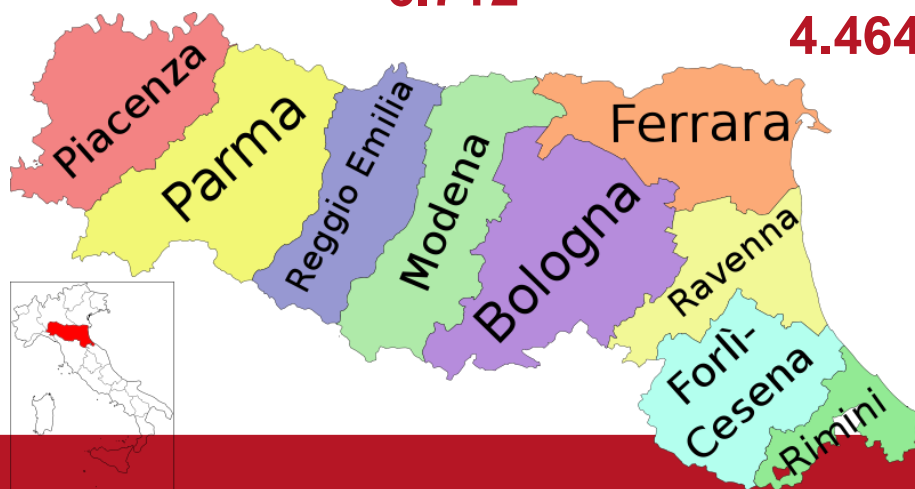 4.464
Piacenza
Parma
Reggio Emilia
Modena
Bologna
Ferrara
Ravenna
Forlì-
Cesena
Rimini